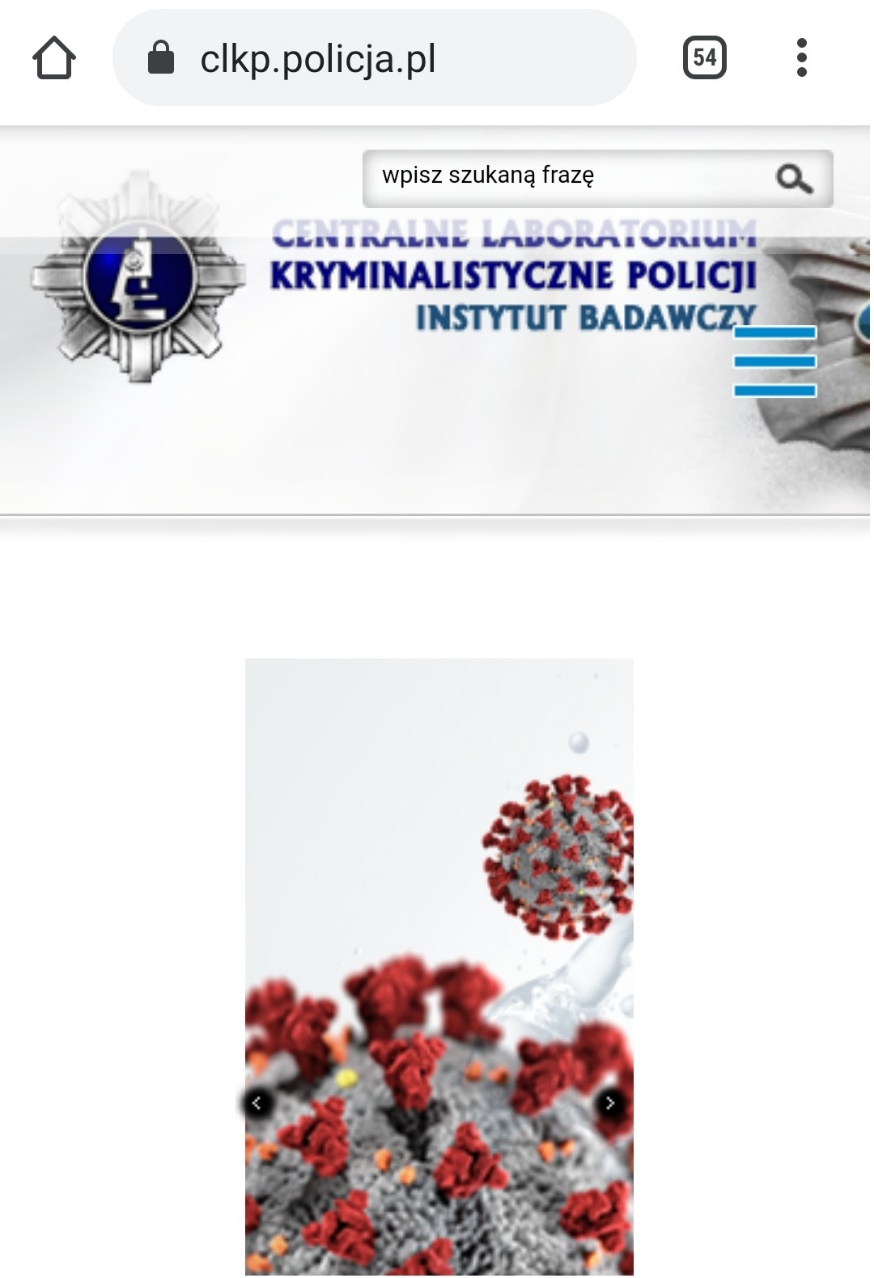 clkp.policja.pl
54
wpisz szukaną frazę
CENTRALNE LABORATORIUM
KRYMINALISTYCZNE POLICJI
INSTYTUT BADAWCZY